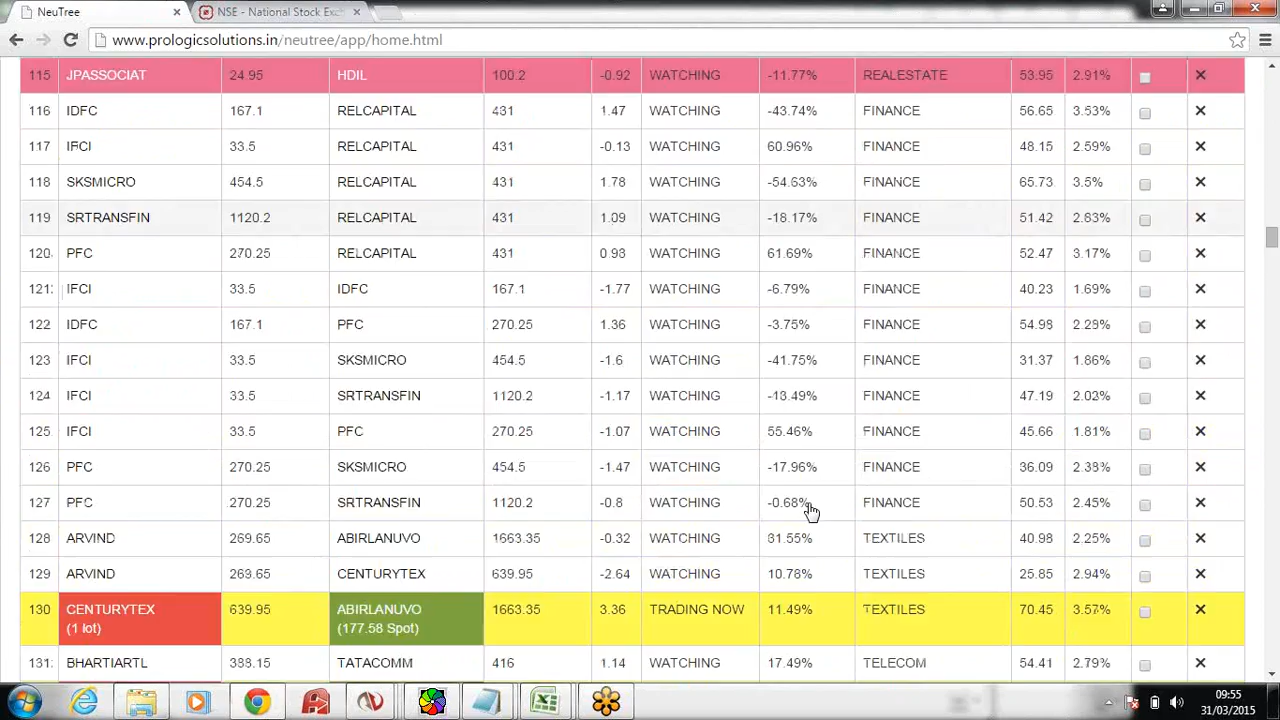 NeuTree
NSE - National Stock Exc
www.prologicsolutions.in/neutree/app/home.html
115 JPASSOCIAT 24.95 HDIL 100.2 -0.92 WATCHING -11.77% REALESTATE 53.95 2.91%
116 IDFC 167.1 RELCAPITAL 431 1.47 WATCHING -43.74% FINANCE 56.65 3.53%
117 IFCI 33.5 RELCAPITAL 431 -0.13 WATCHING 60.96% FINANCE 48.15 2.59%
118 SKSMICRO 454.5 RELCAPITAL 431 1.78 WATCHING -54.63% FINANCE 65.73 3.5%
119 SRTRANSFIN 1120.2 RELCAPITAL 431 1.09 WATCHING -18.17% FINANCE 51.42 2.83%
120 PFC 270.25 RELCAPITAL 431 0.93 WATCHING 61.69% FINANCE 52.47 3.17%
121 IFCI 33.5 IDFC 167.1 -1.77 WATCHING -6.79% FINANCE 40.23 1.69%
122 IDFC 167.1 PFC 270.25 1.36 WATCHING -3.75% FINANCE 54.98 2.29%
123 IFCI 33.5 SKSMICRO 454.5 -1.6 WATCHING -41.75% FINANCE 31.37 1.86%
124 IFCI 33.5 SRTRANSFIN 1120.2 -1.17 WATCHING FINANCE 47.19 2.02%
125 IFCI 33.5 PFC 270.25 -1.07 WATCHING 55.46% FINANCE 45.66 1.81%
126 PFC 270.25 SKSMICRO 454.5 -1.47 WATCHING -17.96% FINANCE 36.09 2.38%
127 PFC 270.25 SRTRANSFIN 1120.2 -0.8 WATCHING -0.68% FINANCE 50.53 2.45%
128 ARVIND 269.65 ABIRLANUVO 1663.35 -0.32 WATCHING 31.55% TEXTILES 40.98 2.25%
129 ARVIND 269.65 CENTURYTEX 639.95 -2.64 WATCHING 10.78% TEXTILES 25.85 2.94%
130 CENTURYTEX 639.95 ABIRLANUVO 1663.35 3.36 TRADING NOW 11.49% TEXTILES 70.45 3.57%
(1 lot) (177.58 Spot)
131 BHARTIARTL 388.15 TATACOMM 416 1.14 WATCHING 17.49% TELECOM 54.41 2.79%
09:55
31/03/2015